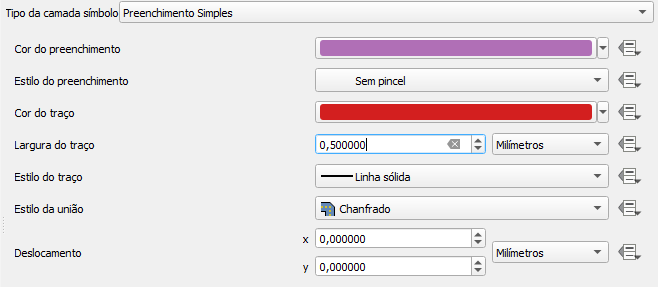 Tipo da camada símbolo Preenchimento Simples
Cor do preenchimento
Estilo do preenchimento Sem pincel
Cor do traço
Largura do traço 0,500000 Milímetros
Estilo do traço Linha sólida
Estilo da união Chanfrado
x 0,000000
Deslocamento Milímetros
y 0,000000